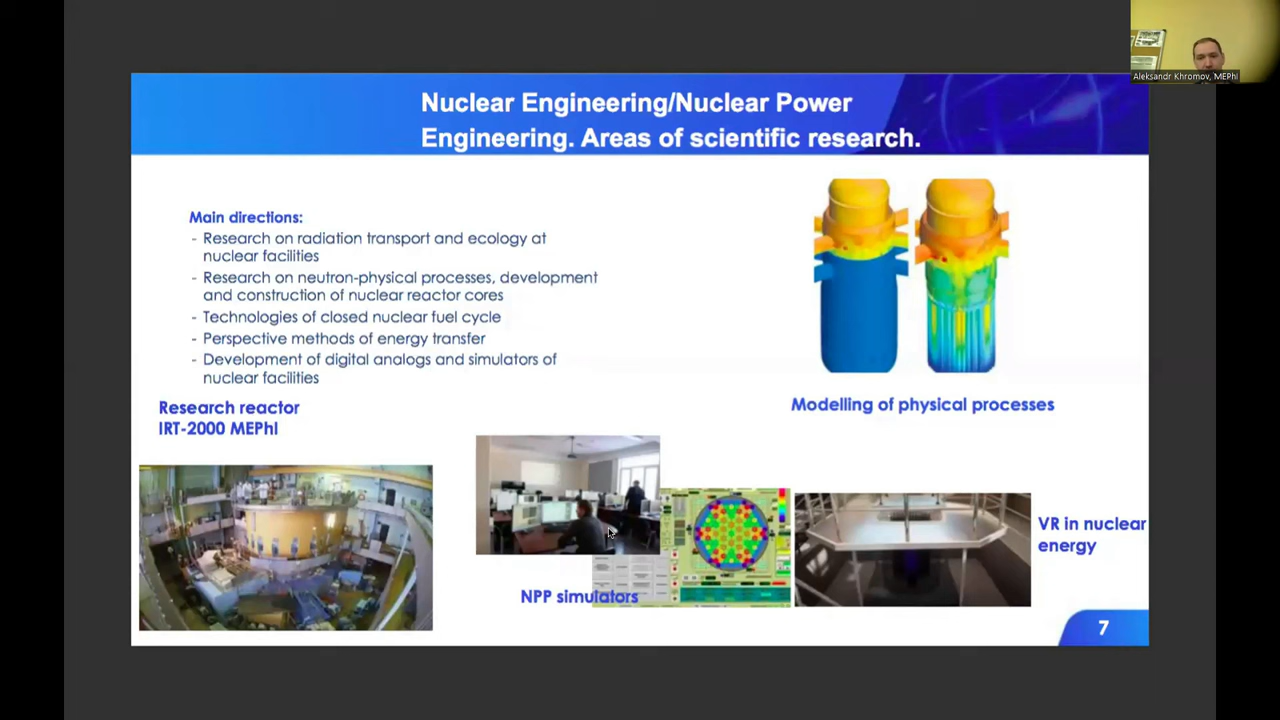 Aleksandr Khromov, MEPhI
Nuclear Engineering/Nuclear Power
Engineering. Areas of scientific research.
Main directions:
- Research on radiation transport and ecology at
nuclear facilities
- Research on neutron-physical processes, development
and construction of nuclear reactor cores
- Technologies of closed nuclear fuel cycle
- Perspective methods of energy transfer
- Development of digital analogs and simulators of
nuclear facilities
Research reactor
IRT-2000 MEPhI
Modelling of physical processes
NPP simulators
VR in nuclear
energy
7